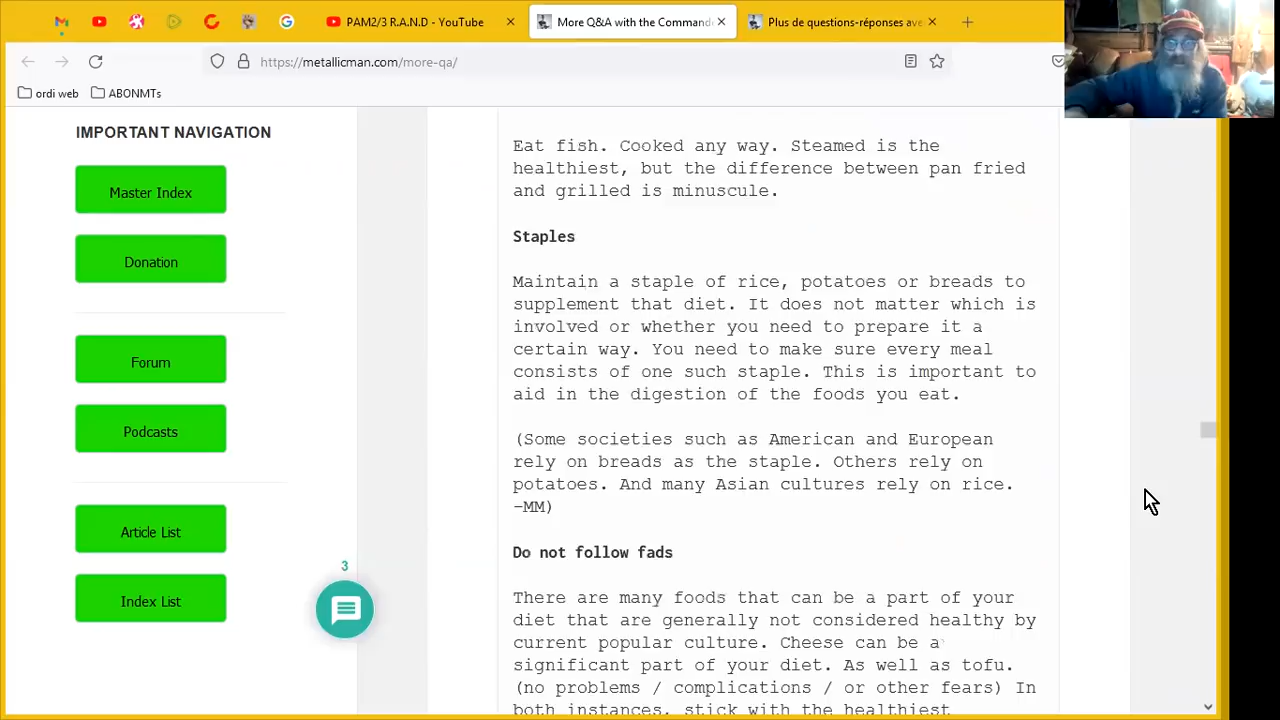 PAM2/3 R.A.N.D - YouTube
More Q&A with the Command
Plus de questions-réponses ave
https://metallicman.com/more-qa/
ordi web
ABONMTs
IMPORTANT NAVIGATION
Master Index
Donation
Forum
Podcasts
Article List
Index List
3
Eat fish. Cooked any way. Steamed is the
healthiest, but the difference between pan fried
and grilled is minuscule.
Staples
Maintain a staple of rice, potatoes or breads to
supplement that diet. It does not matter which is
involved or whether you need to prepare it a
certain way. You need to make sure every meal
consists of one such staple. This is important to
aid in the digestion of the foods you eat.
(Some societies such as American and European
rely on breads as the staple. Others rely on
potatoes. And many Asian cultures rely on rice.
-MM)
Do not follow fads
There are many foods that can be a part of your
diet that are generally not considered healthy by
current popular culture. Cheese can be a
significant part of your diet. As well as tofu.
(no problems / complications / or other fears) In
both instances, stick with the healthiest